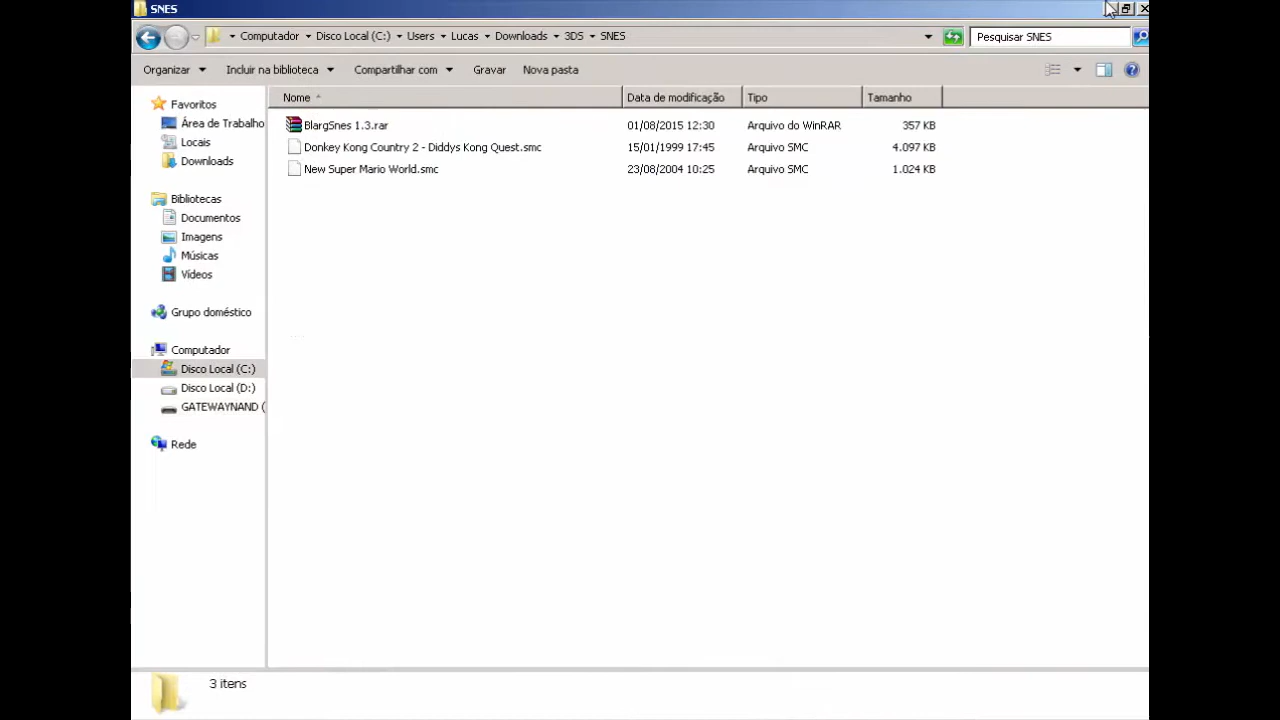 SNES
Computador Disco Local (C:) Users Lucas Downloads 3DS SNES
Pesquisar SNES
Organizar Incluir na biblioteca Compartilhar com Gravar Nova pasta
Nome Data de modificação Tipo Tamanho
BlargSnes 1.3.rar 01/08/2015 12:30 Arquivo do WinRAR 357 KB
Donkey Kong Country 2 - Diddys Kong Quest.smc 15/01/1999 17:45 Arquivo SMC 4.097 KB
New Super Mario World.smc 23/08/2004 10:25 Arquivo SMC 1.024 KB
Favoritos
Área de Trabalho
Locais
Downloads
Bibliotecas
Documentos
Imagens
Músicas
Vídeos
Grupo doméstico
Computador
Disco Local (C:)
Disco Local (D:)
GATEWAYNAND (
Rede
3 itens